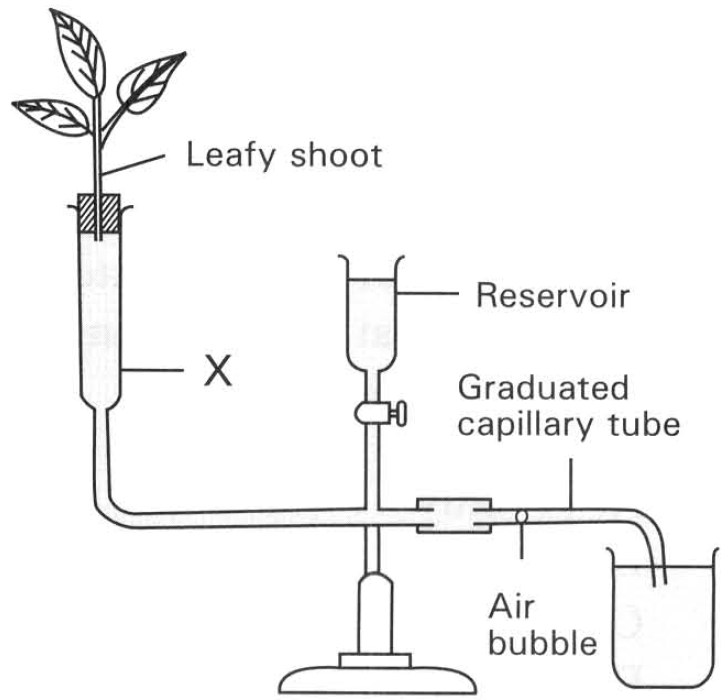 Leafy shoot
Reservoir
X
Graduated
capillary tube
Air
bubble